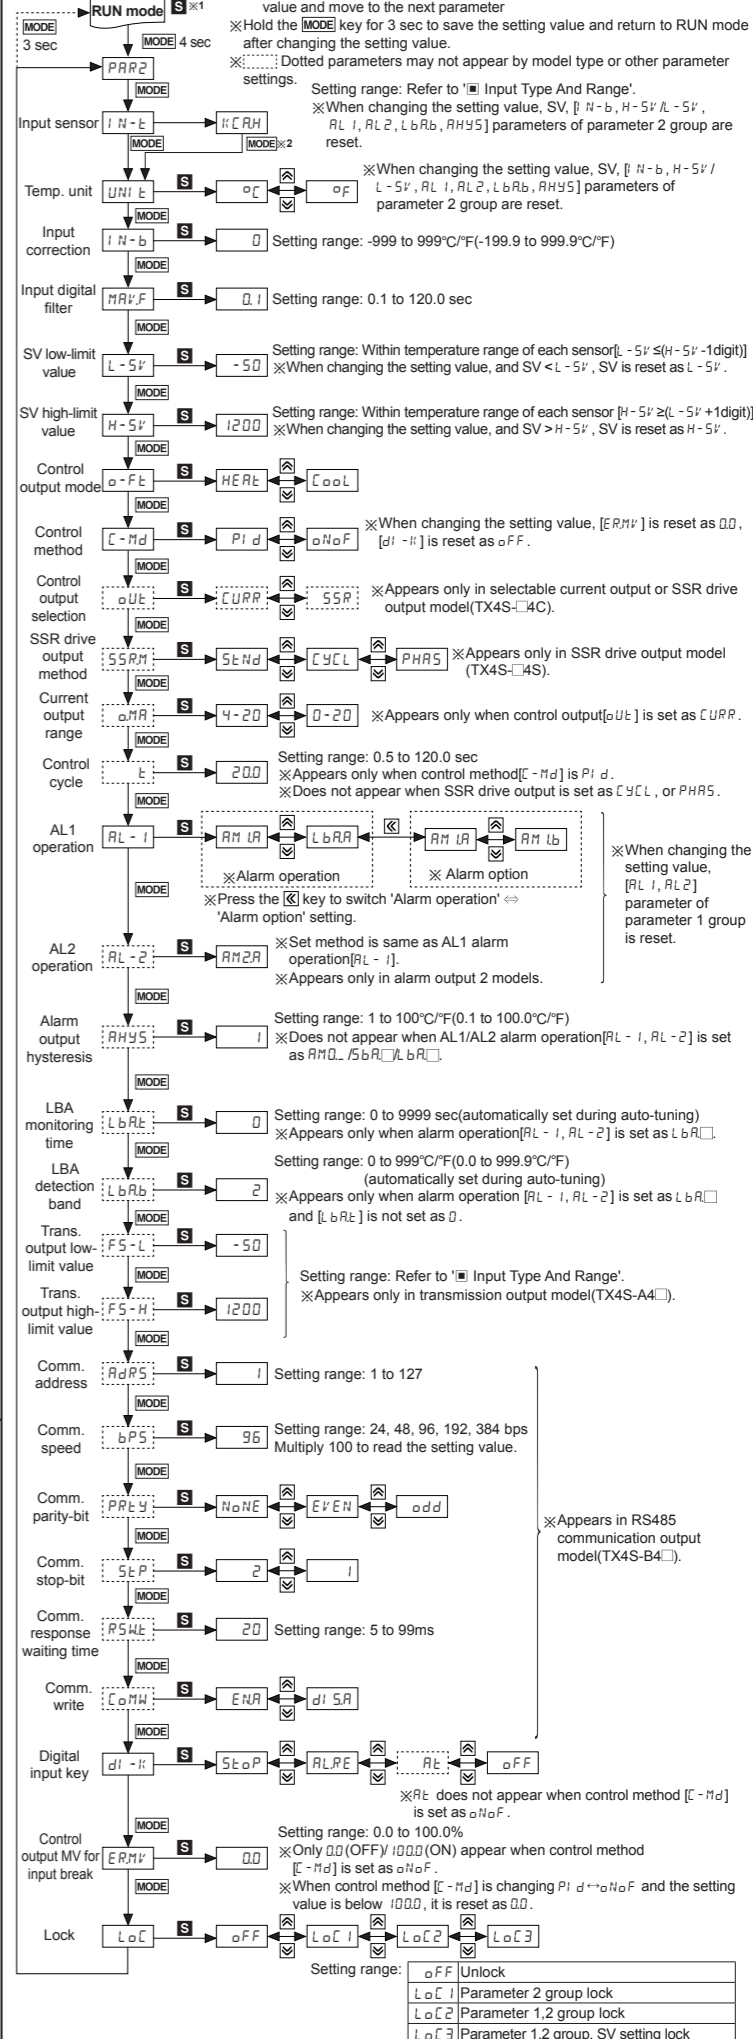 value and move to the next parameter
RUN mode S ※1
※Hold the MODE key for 3 sec to save the setting value and return to RUN mode
after changing the setting value.
MODE
3 sec
MODE 4 sec
※ Dotted parameters may not appear by model type or other parameter
settings.
PAR2
MODE
Setting range: Refer to '▣ Input Type And Range'.
※When changing the setting value, SV, [IN-b, H-SV/L-SV,
AL1, AL2, LbA.b, AHYS] parameters of parameter 2 group are
reset.
Input sensor IN-t KCA.H
MODE MODE ※2
※When changing the setting value, SV, [IN-b, H-SV/
L-SV, AL1, AL2, LbA.b, AHYS] parameters of
parameter 2 group are reset.
Temp. unit UNIt S °C °F
MODE
Input
correction IN-b S 0 Setting range: -999 to 999℃/℉(-199.9 to 999.9℃/℉)
MODE
Input digital
filter MAV.F S 0.1 Setting range: 0.1 to 120.0 sec
MODE
SV low-limit
value L-SV S -50 Setting range: Within temperature range of each sensor[L-SV ≤(H-SV -1digit)]
※When changing the setting value, and SV < L-SV, SV is reset as L-SV.
MODE
SV high-limit
value H-SV S 1200 Setting range: Within temperature range of each sensor [H-SV ≥(L-SV +1digit)]
※When changing the setting value, and SV > H-SV, SV is reset as H-SV.
MODE
Control
output mode o-Ft S HEAt CooL
MODE
Control
method C-Md S PId oNoF ※When changing the setting value, [ER.MV] is reset as 0.0,
[dI-K] is reset as oFF.
MODE
Control
output
selection oUt S CURR SSR ※Appears only in selectable current output or SSR drive
output model(TX4S-□4C).
MODE
SSR drive
output
method SSR.M S StNd CYCL PHAS ※Appears only in SSR drive output model
(TX4S-□4S).
MODE
Current
output
range o.MA S 4-20 0-20 ※Appears only when control output[oUt] is set as CURR.
MODE
Control
cycle t S 20.0 Setting range: 0.5 to 120.0 sec
※Appears only when control method[C-Md] is PId.
※Does not appear when SSR drive output is set as CYCL, or PHAS.
MODE
AL1
operation AL-1 S AM1.A LbA.A AM1.A AM1.b
※Alarm operation
※ Alarm option
※Press the key to switch 'Alarm operation' ⇔
'Alarm option' setting.
※When changing the
setting value,
[AL1, AL2]
parameter of
parameter 1 group
is reset.
MODE
AL2
operation AL-2 S AM2.A ※Set method is same as AL1 alarm
operation[AL-1].
※Appears only in alarm output 2 models.
MODE
Alarm
output
hysteresis AHYS S 1 Setting range: 1 to 100℃/℉(0.1 to 100.0℃/℉)
※Does not appear when AL1/AL2 alarm operation[AL-1, AL-2] is set
as AM0._ /SbA.□/LbA.□.
MODE
LBA
monitoring
time LbA.t S 0 Setting range: 0 to 9999 sec(automatically set during auto-tuning)
※Appears only when alarm operation[AL-1, AL-2] is set as LbA.□.
MODE
LBA
detection
band LbA.b S 2 Setting range: 0 to 999℃/℉(0.0 to 999.9℃/℉)
(automatically set during auto-tuning)
※Appears only when alarm operation [AL-1, AL-2] is set as LbA.□
and [LbA.t] is not set as 0.
MODE
Trans.
output low-
limit value FS-L S -50
MODE
Trans.
output high-
limit value FS-H S 1200
Setting range: Refer to '▣ Input Type And Range'.
※Appears only in transmission output model(TX4S-A4□).
MODE
Comm.
address AdRS S 1 Setting range: 1 to 127
MODE
Comm.
speed bPS S 96 Setting range: 24, 48, 96, 192, 384 bps
Multiply 100 to read the setting value.
MODE
Comm.
parity-bit PRtY S NoNE EVEN odd
※Appears in RS485
communication output
model(TX4S-B4□).
MODE
Comm.
stop-bit StP S 2 1
MODE
Comm.
response
waiting time RSW.t S 20 Setting range: 5 to 99ms
MODE
Comm.
write CoMW S EN.A dIS.A
MODE
Digital
input key dI-K S StoP AL.RE At oFF
※At does not appear when control method [C-Md]
is set as oNoF.
MODE
Control
output MV for
input break ER.MV S 0.0 Setting range: 0.0 to 100.0%
※Only 0.0(OFF)/ 100.0(ON) appear when control method
[C-Md] is set as oNoF.
※When control method [C-Md] is changing PId↔oNoF and the setting
value is below 100.0, it is reset as 0.0.
MODE
Lock LoC S oFF LoC1 LoC2 LoC3
Setting range: oFF Unlock
LoC1 Parameter 2 group lock
LoC2 Parameter 1,2 group lock
LoC3 Parameter 1,2 group, SV setting lock